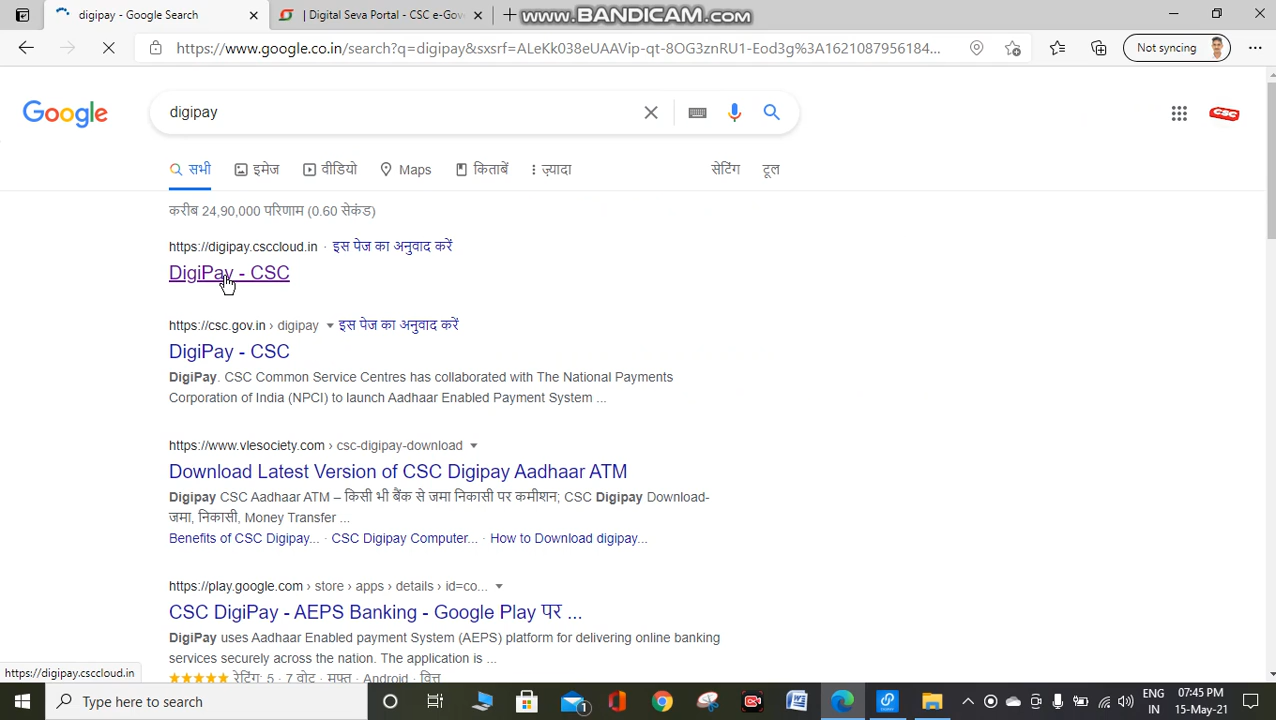 digipay - Google Search
| Digital Seva Portal - CSC e-Gov
www.BANDICAM.com
https://www.google.co.in/search?q=digipay&sxsrf=ALeKk038eUAAVip-qt-8OG3znRU1-Eod3g%3A1621087956184...
Not syncing
Google
digipay
CSC
सभी
इमेज
वीडियो
Maps
किताबें
ज़्यादा
सेटिंग
टूल
करीब 24,90,000 परिणाम (0.60 सेकंड)
https://digipay.csccloud.in · इस पेज का अनुवाद करें
DigiPay - CSC
https://csc.gov.in › digipay इस पेज का अनुवाद करें
DigiPay - CSC
DigiPay. CSC Common Service Centres has collaborated with The National Payments
Corporation of India (NPCI) to launch Aadhaar Enabled Payment System ...
https://www.vlesociety.com › csc-digipay-download
Download Latest Version of CSC Digipay Aadhaar ATM
Digipay CSC Aadhaar ATM – किसी भी बैंक से जमा निकासी पर कमीशन; CSC Digipay Download-
जमा, निकासी, Money Transfer ...
Benefits of CSC Digipay... · CSC Digipay Computer... · How to Download digipay...
https://play.google.com › store › apps › details › id=co...
CSC DigiPay - AEPS Banking - Google Play पर ...
DigiPay uses Aadhaar Enabled payment System (AEPS) platform for delivering online banking
services securely across the nation. The application is ...
रेटिंग: 5 · 7 वोट · मुफ़्त · Android · वित्त
https://digipay.csccloud.in
Type here to search
1
ENG
IN
07:45 PM
15-May-21